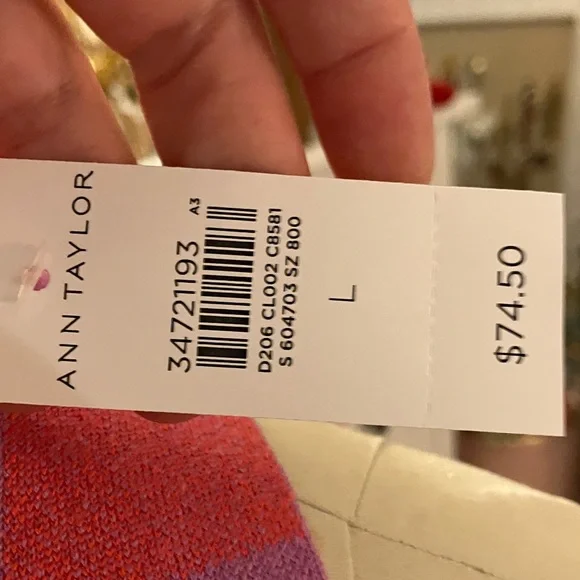 ANN TAYLOR
A3
34721193
D206 CL002 C8581
S 604703 SZ 800
L
$74.50